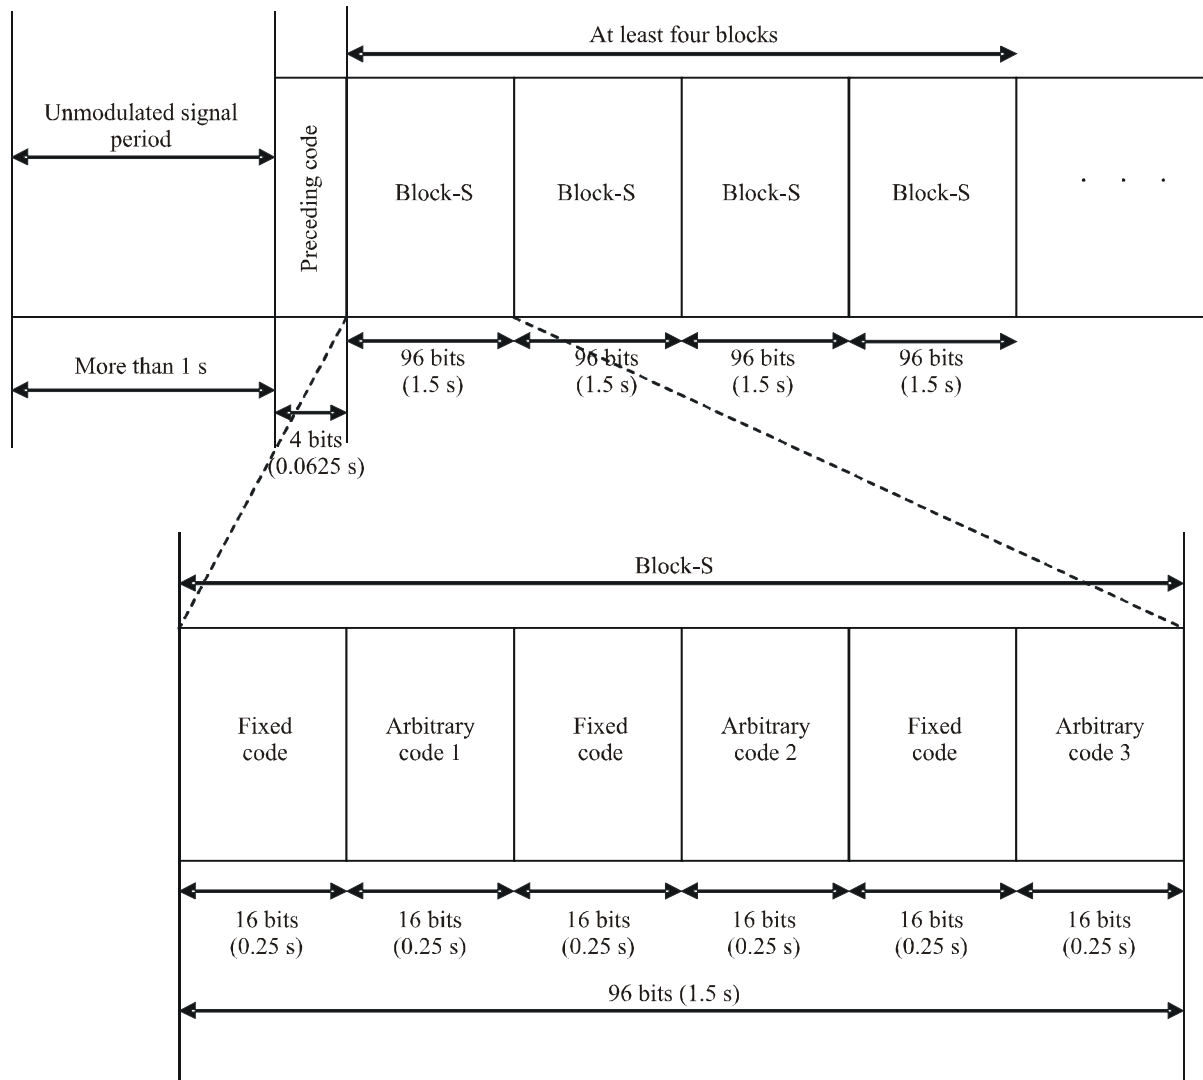 At least four blocks
Unmodulated signal
period
Preceding code
Block-S
Block-S
Block-S
Block-S
. . .
More than 1 s
96 bits
(1.5 s)
96 bits
(1.5 s)
96 bits
(1.5 s)
96 bits
(1.5 s)
4 bits
(0.0625 s)
Block-S
Fixed
code
Arbitrary
code 1
Fixed
code
Arbitrary
code 2
Fixed
code
Arbitrary
code 3
16 bits
(0.25 s)
16 bits
(0.25 s)
16 bits
(0.25 s)
16 bits
(0.25 s)
16 bits
(0.25 s)
16 bits
(0.25 s)
96 bits (1.5 s)